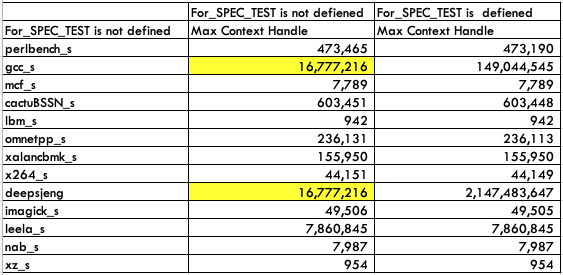 For_SPEC_TEST is not defiened For_SPEC_TEST is defiened
For_SPEC_TEST is not defined Max Context Handle Max Context Handle
perlbench_s 473,465 473,190
gcc_s 16,777,216 149,044,545
mcf_s 7,789 7,789
cactuBSSN_s 603,451 603,448
lbm_s 942 942
omnetpp_s 236,131 236,113
xalancbmk_s 155,950 155,950
x264_s 44,151 44,149
deepsjeng 16,777,216 2,147,483,647
imagick_s 49,506 49,505
leela_s 7,860,845 7,860,845
nab_s 7,987 7,987
xz_s 954 954